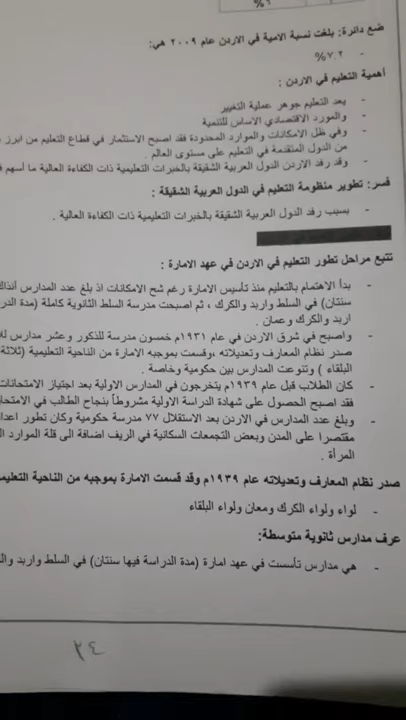 ٦%
ضع دائرة: بلغت نسبة الامية في الاردن عام ٢٠٠٩ هي:
- ٧.٢%
أهمية التعليم في الاردن :
- يعد التعليم جوهر عملية التغيير
- والمورد الاقتصادي الاساس للتنمية
- وفي ظل الامكانات والموارد المحدودة فقد اصبح الاستثمار في قطاع التعليم من ابرز
من الدول المتقدمة في التعليم على مستوى العالم .
- وقد رفد الاردن الدول العربية الشقيقة بالخبرات التعليمية ذات الكفاءة العالية ما أسهم
فسر: تطوير منظومة التعليم في الدول العربية الشقيقة :
- بسبب رفد الدول العربية الشقيقة بالخبرات التعليمية ذات الكفاءة العالية .
تتبع مراحل تطور التعليم في الاردن في عهد الامارة :
- بدأ الاهتمام بالتعليم منذ تأسيس الامارة رغم شح الامكانات اذ بلغ عدد المدارس آنذاك
سنتان) في السلط واربد والكرك ، ثم اصبحت مدرسة السلط الثانوية كاملة (مدة
اربد والكرك وعمان .
- واصبح في شرق الاردن في عام ١٩٣١م خمسون مدرسة للذكور وعشر مدارس
صدر نظام المعارف وتعديلاته ،وقسمت بموجبه الامارة من الناحية التعليمية (ثلاثة
البلقاء ) وتنوعت المدارس بين حكومية وخاصة .
- كان الطلاب قبل عام ١٩٣٩م يتخرجون في المدارس الاولية بعد اجتياز الامتحانات
فقد اصبح الحصول على شهادة الدراسة الاولية مشروطاً بنجاح الطالب في
- وبلغ عدد المدارس في الاردن بعد الاستقلال ٧٧ مدرسة حكومية وكان تطور
مقتصرا على المدن وبعض التجمعات السكانية في الريف اضافة الى قلة الموارد
المرأة .
صدر نظام المعارف وتعديلاته عام ١٩٣٩م وقد قسمت الامارة بموجبه من الناحية
- لواء ولواء الكرك ومعان ولواء البلقاء
عرف مدارس ثانوية متوسطة:
- هي مدارس تأسست في عهد امارة (مدة الدراسة فيها سنتان) في السلط واربد
٢٤